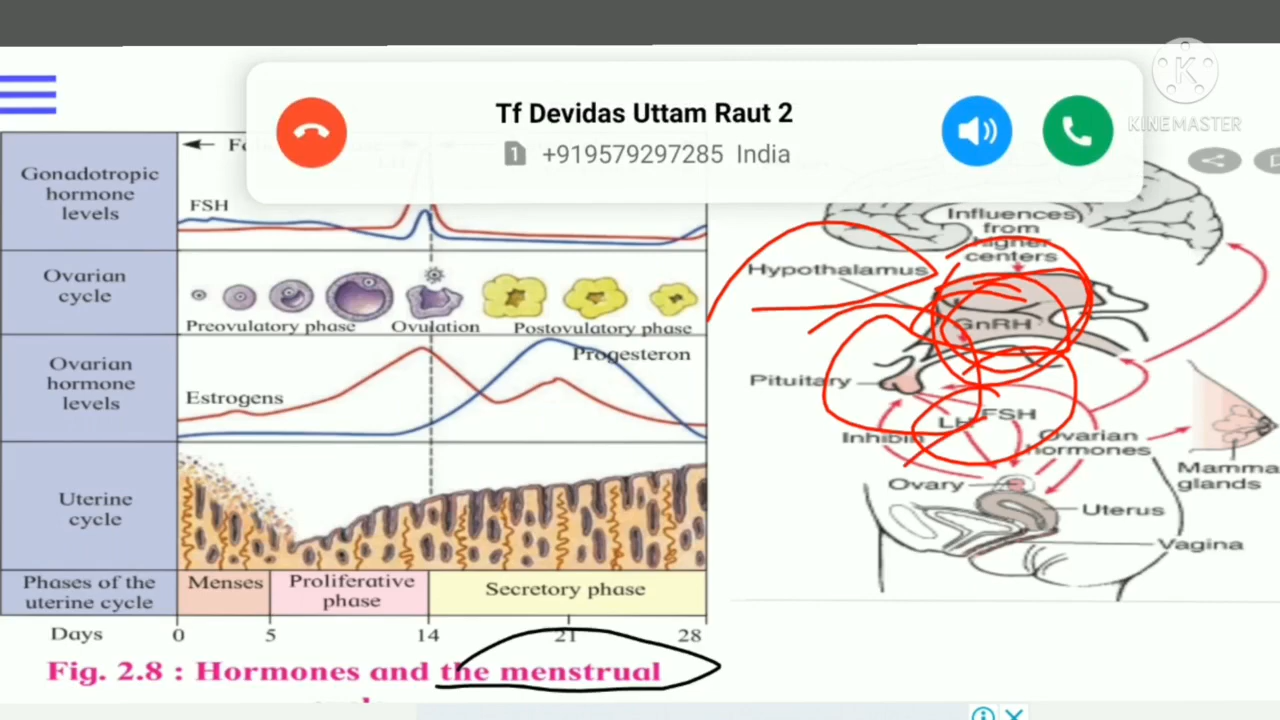 Tf Devidas Uttam Raut 2
1 +919579297285 India
K
KINEMASTER
Gonadotropic
hormone
levels
FSH
Ovarian
cycle
Preovulatory phase
Ovulation
Postovulatory phase
Ovarian
hormone
levels
Estrogens
Progesteron
Uterine
cycle
Phases of the
uterine cycle
Menses
Proliferative
phase
Secretory phase
Days
0
5
14
21
28
Fig. 2.8 : Hormones and the menstrual
Influences
from
higher
centers
Hypothalamus
GnRH
Pituitary
LH
FSH
Inhibin
Ovarian
hormones
Ovary
Uterus
Vagina
Mamma
glands